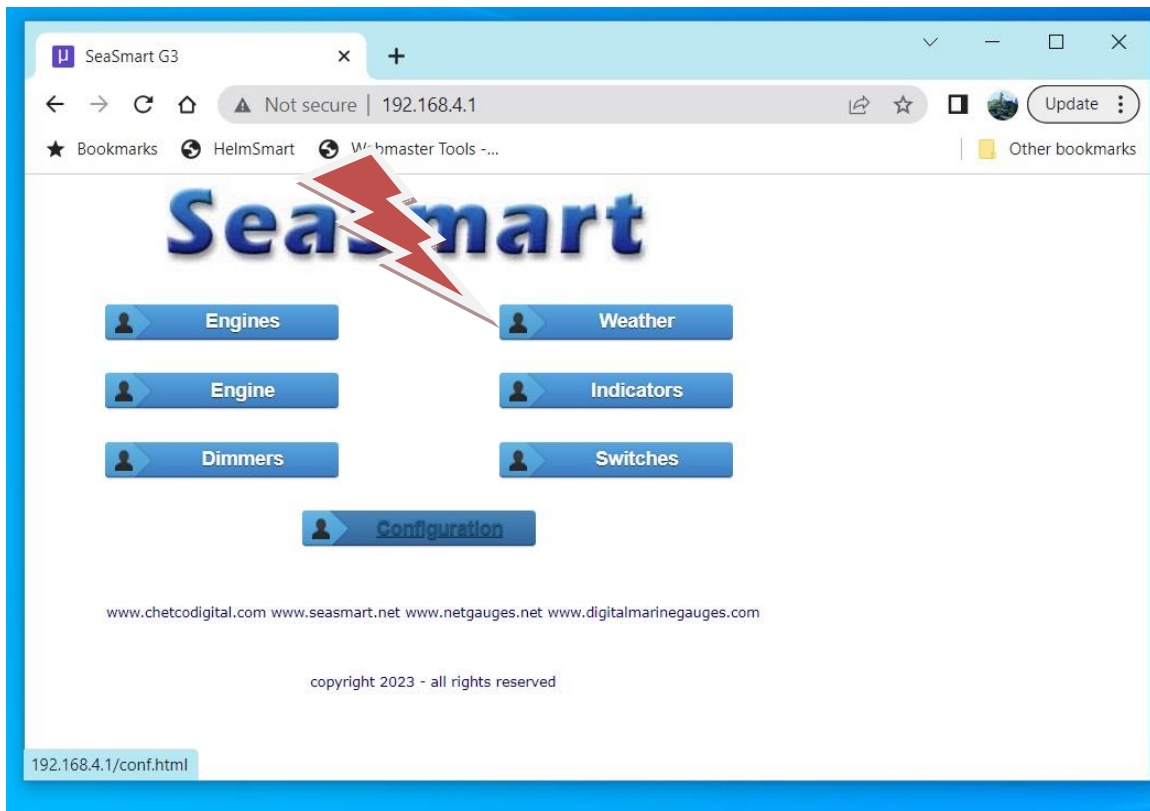 SeaSmart G3
Not secure | 192.168.4.1
Update
Bookmarks HelmSmart Tools -...
Other bookmarks
Engines
Weather
Engine
Indicators
Dimmers
Switches
Configuration
www.chetcodigital.com www.seasmart.net www.netgauges.net www.digitalmarinegauges.com
copyright 2023 - all rights reserved
192.168.4.1/conf.html